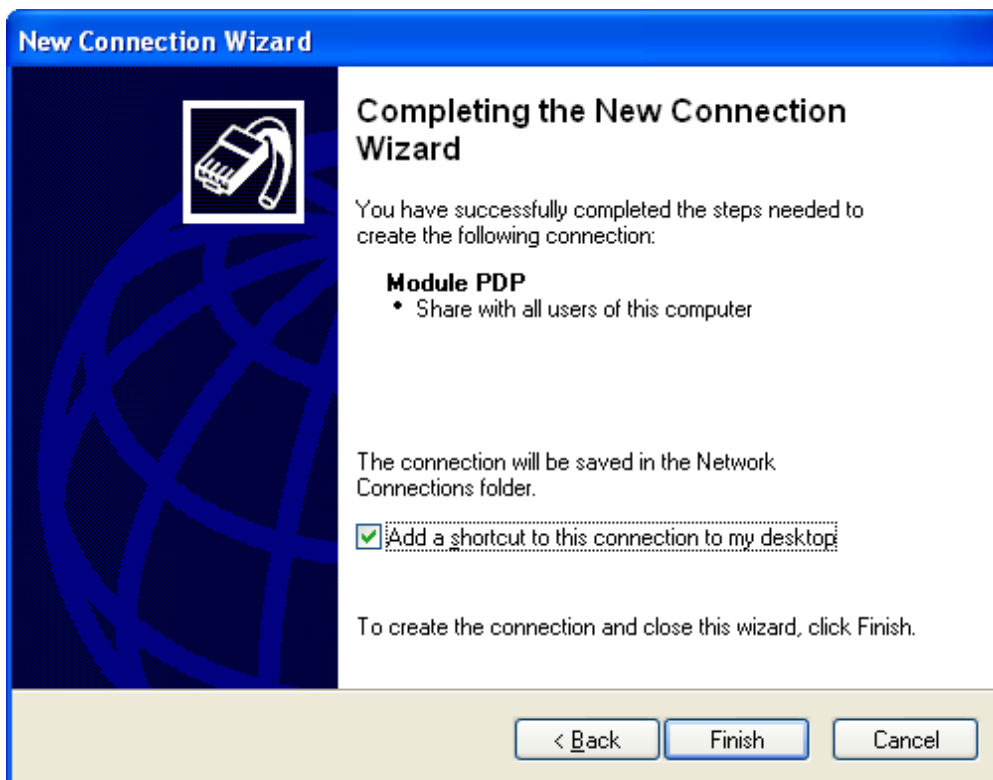 New Connection Wizard
Completing the New Connection
Wizard
You have successfully completed the steps needed to
create the following connection:
Module PDP
• Share with all users of this computer
The connection will be saved in the Network
Connections folder.
Add a shortcut to this connection to my desktop
To create the connection and close this wizard, click Finish.
< Back
Finish
Cancel